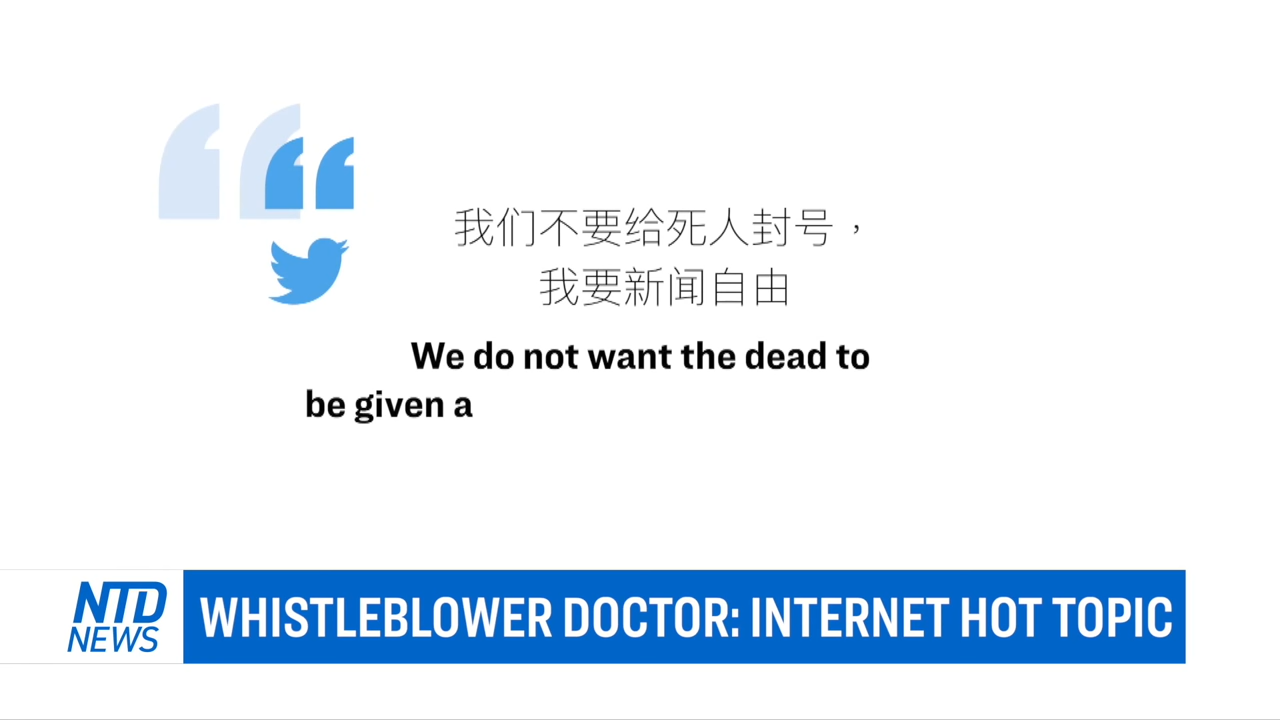 我们不要给死人封号，
我要新闻自由
We do not want the dead to
be given a
NTD
NEWS
WHISTLEBLOWER DOCTOR: INTERNET HOT TOPIC